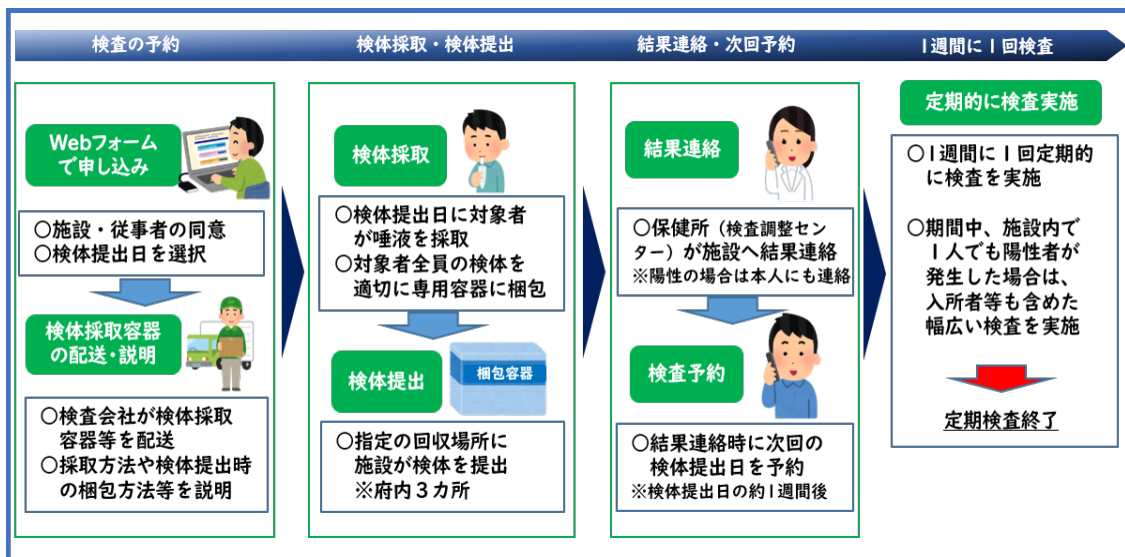 検査の予約
検体採取・検体提出
結果連絡・次回予約
1週間に1回検査
Webフォーム
で申し込み
○施設・従事者の同意
○検体提出日を選択
検体採取容器
の配送・説明
○検査会社が検体採取
容器等を配送
○採取方法や検体提出時
の梱包方法等を説明
検体採取
○検体提出日に対象者
が唾液を採取
○対象者全員の検体を
適切に専用容器に梱包
検体提出
梱包容器
○指定の回収場所に
施設が検体を提出
※府内3カ所
結果連絡
○保健所(検査調整セン
ター)が施設へ結果連絡
※陽性の場合は本人にも連絡
検査予約
○結果連絡時に次回の
検体提出日を予約
※検体提出日の約1週間後
定期的に検査実施
○1週間に1回定期的
に検査を実施
○期間中、施設内で
1人でも陽性者が
発生した場合は、
入所者等も含めた
幅広い検査を実施
定期検査終了